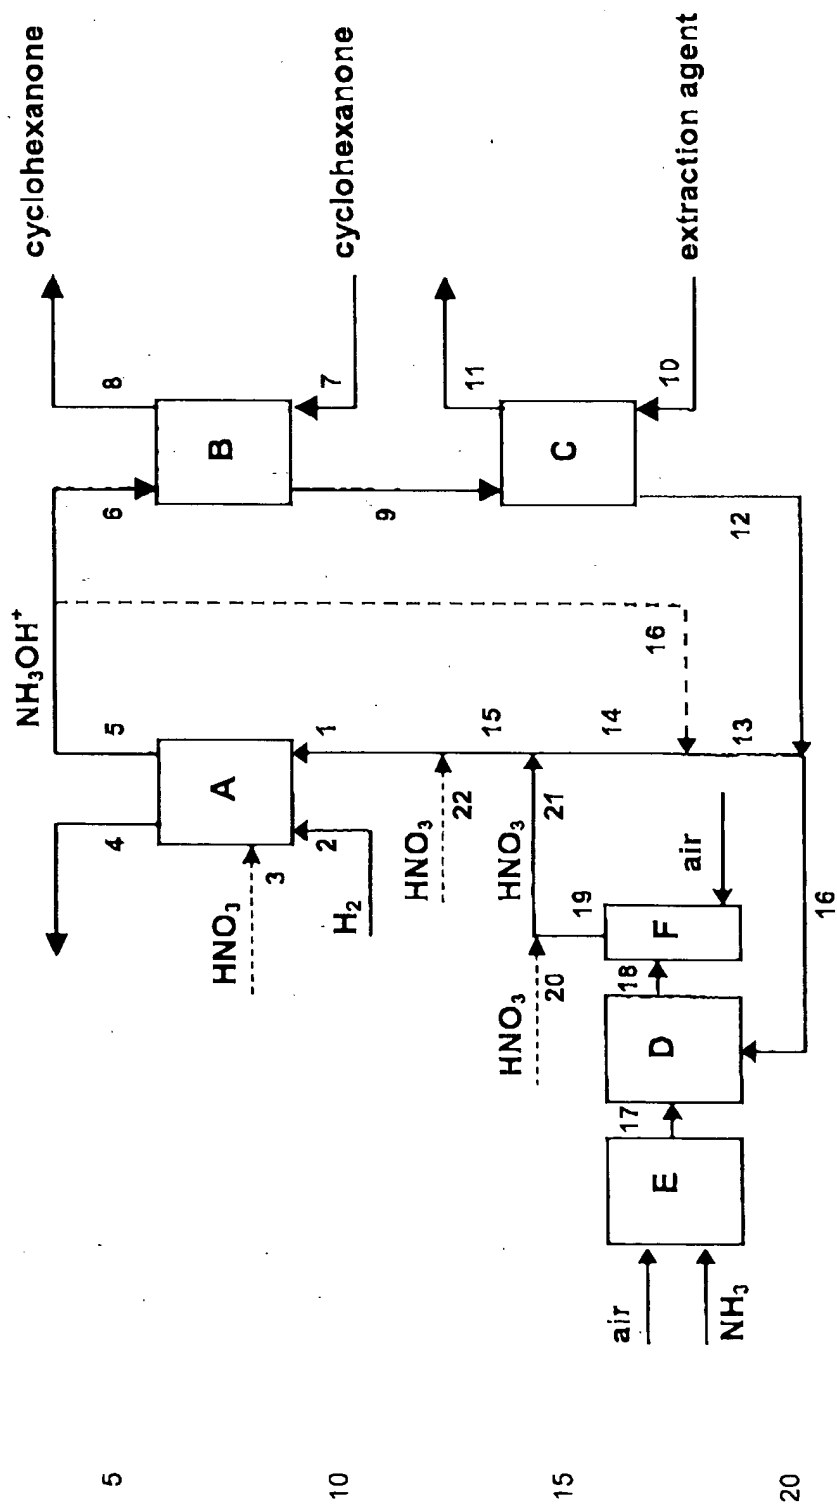 NH₃OH⁺
cyclohexanone
5
4
5
6
8
HNO₃
A
B
3
10
H₂
2
1
7
cyclohexanone
9
HNO₃
22
11
15
HNO₃
HNO₃
20
21
15
C
19
14
air
17
18
16
E
D
F
10
extraction agent
air
NH₃
13
12
20
16